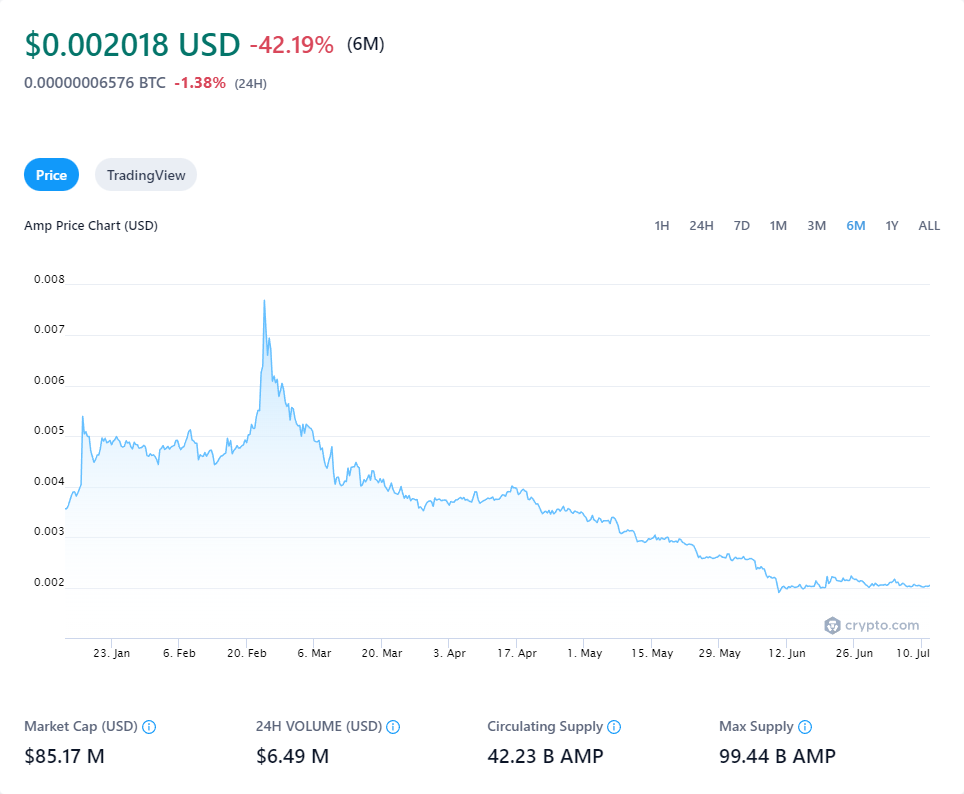 $0.002018 USD -42.19% (6M)
0.00000006576 BTC -1.38% (24H)
Price TradingView
Amp Price Chart (USD) 1H 24H 7D 1M 3M 6M 1Y ALL
0.008
0.007
0.006
0.005
0.004
0.003
0.002
crypto.com
23. Jan 6. Feb 20. Feb 6. Mar 20. Mar 3. Apr 17. Apr 1. May 15. May 29. May 12. Jun 26. Jun 10. Jul
Market Cap (USD) 24H VOLUME (USD) Circulating Supply Max Supply
$85.17 M $6.49 M 42.23 B AMP 99.44 B AMP